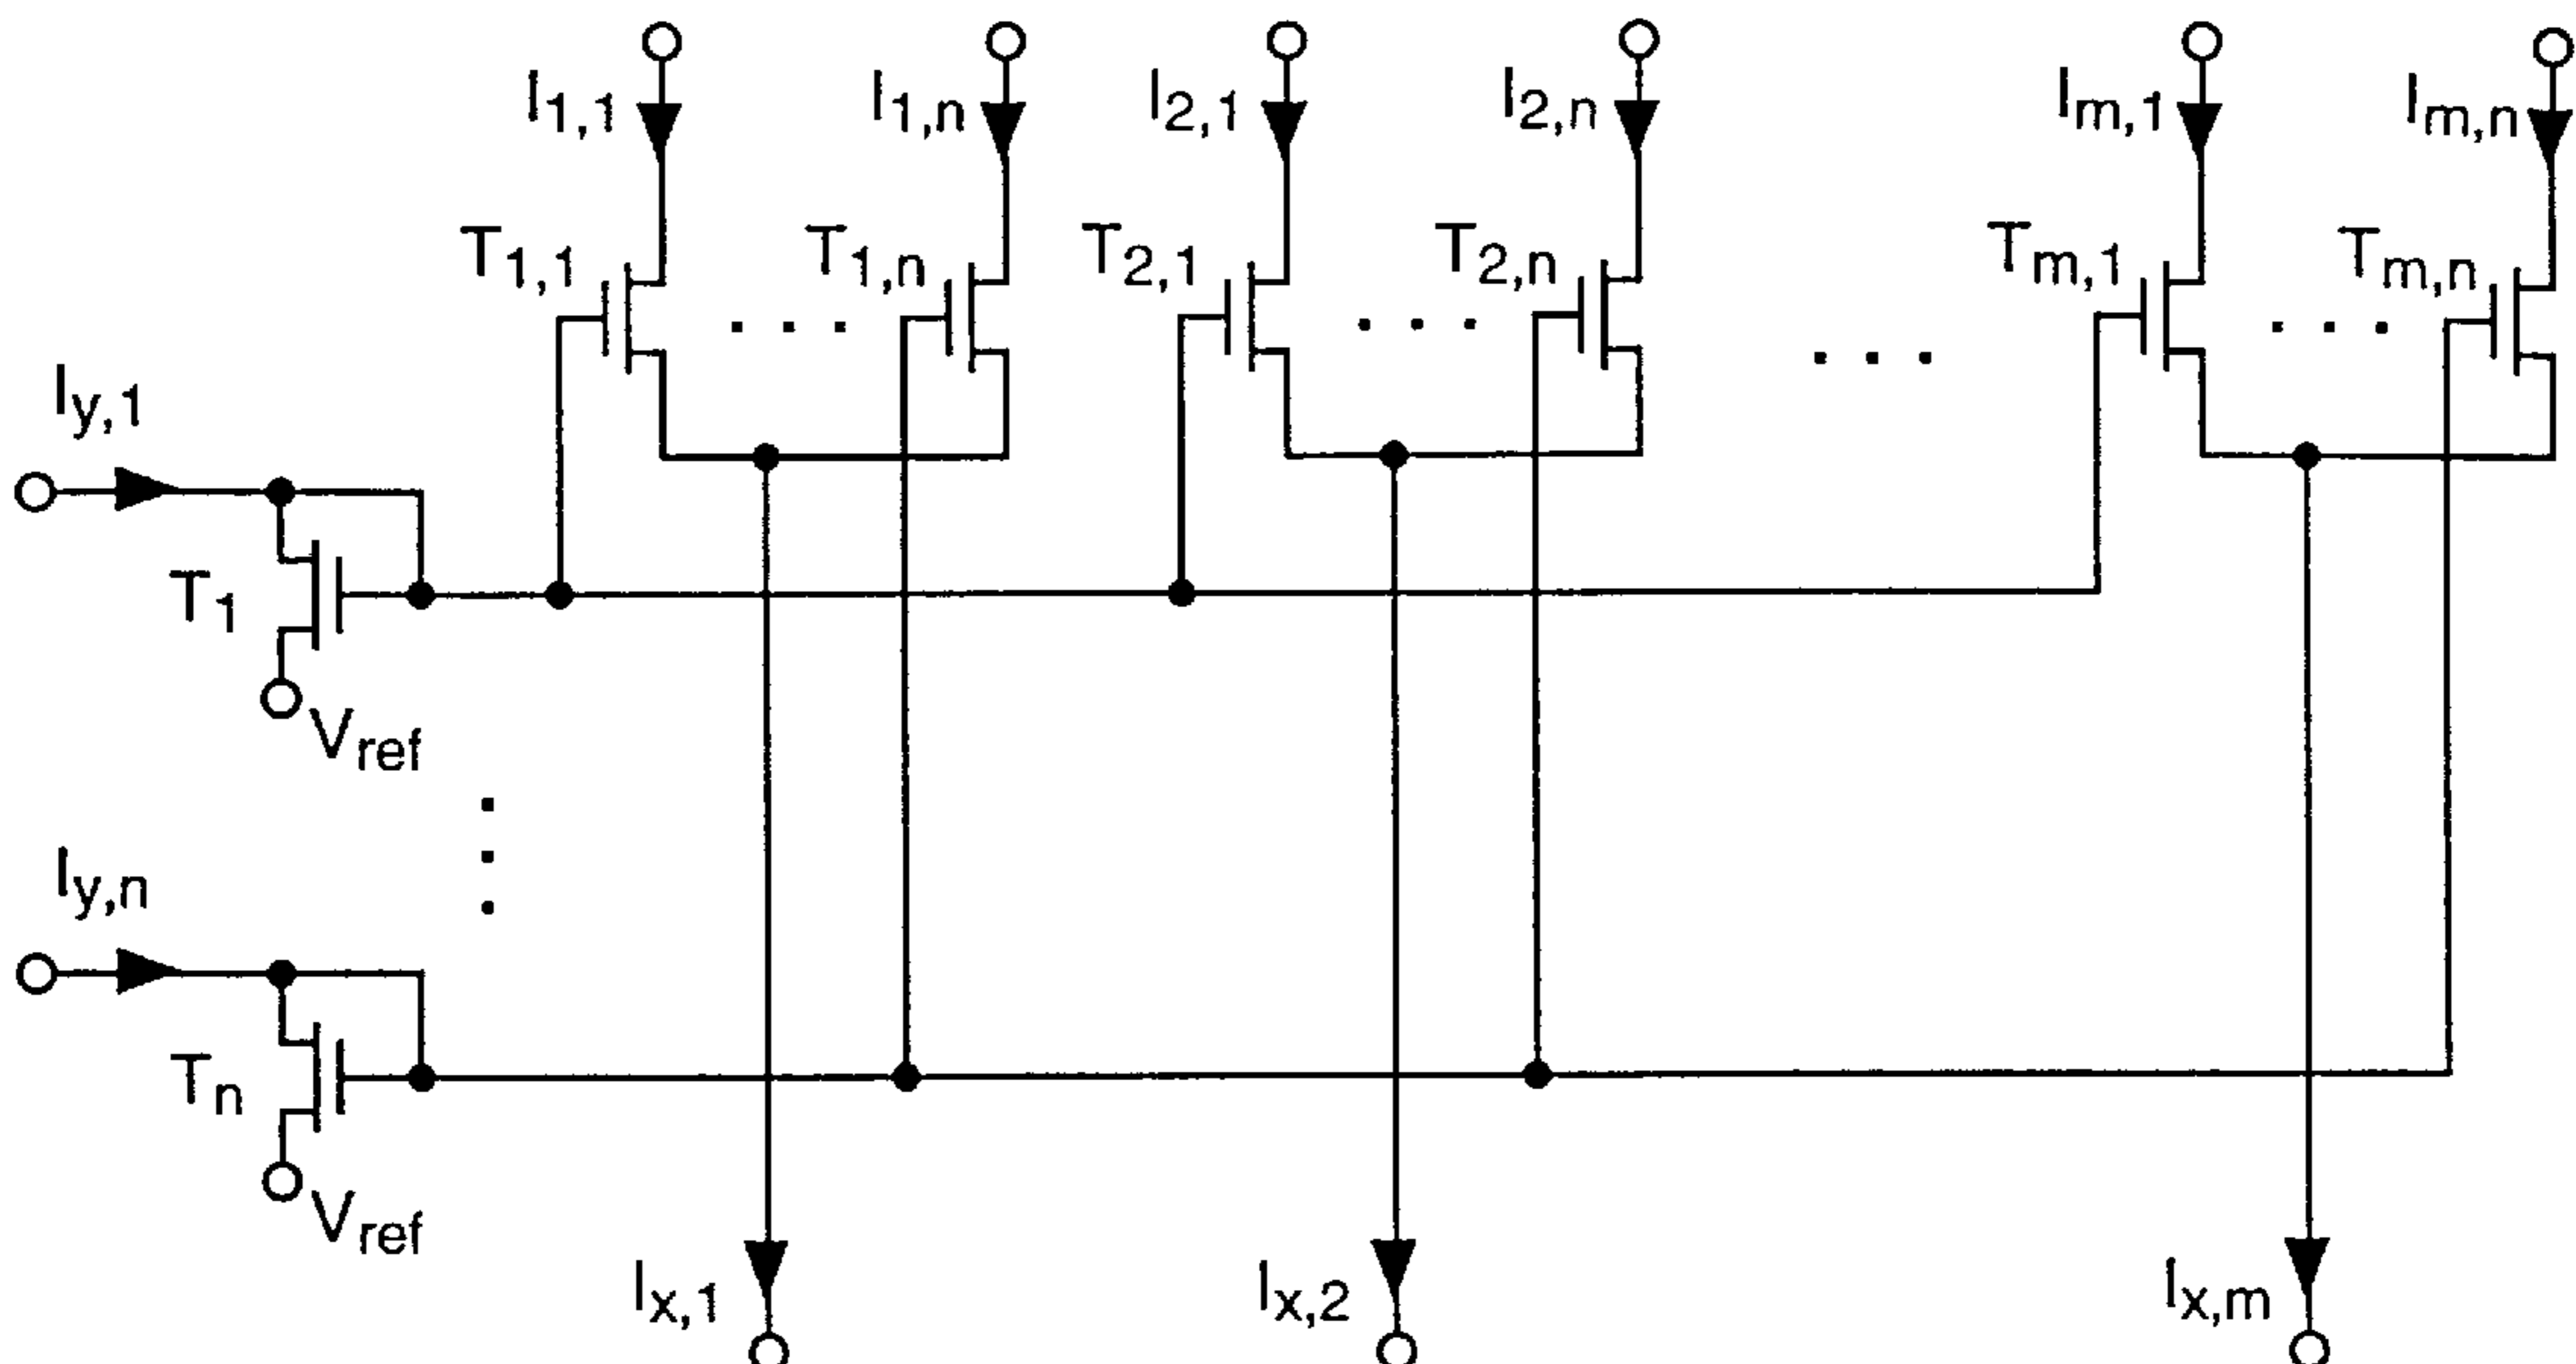 I1,1 I1,n I2,1 I2,n Im,1 Im,n
T1,1 T1,n T2,1 T2,n Tm,1 Tm,n
. . . . . . . . . . . .
Iy,1
T1
Vref
.
.
.
Iy,n
Tn
Vref
Ix,1 Ix,2 Ix,m